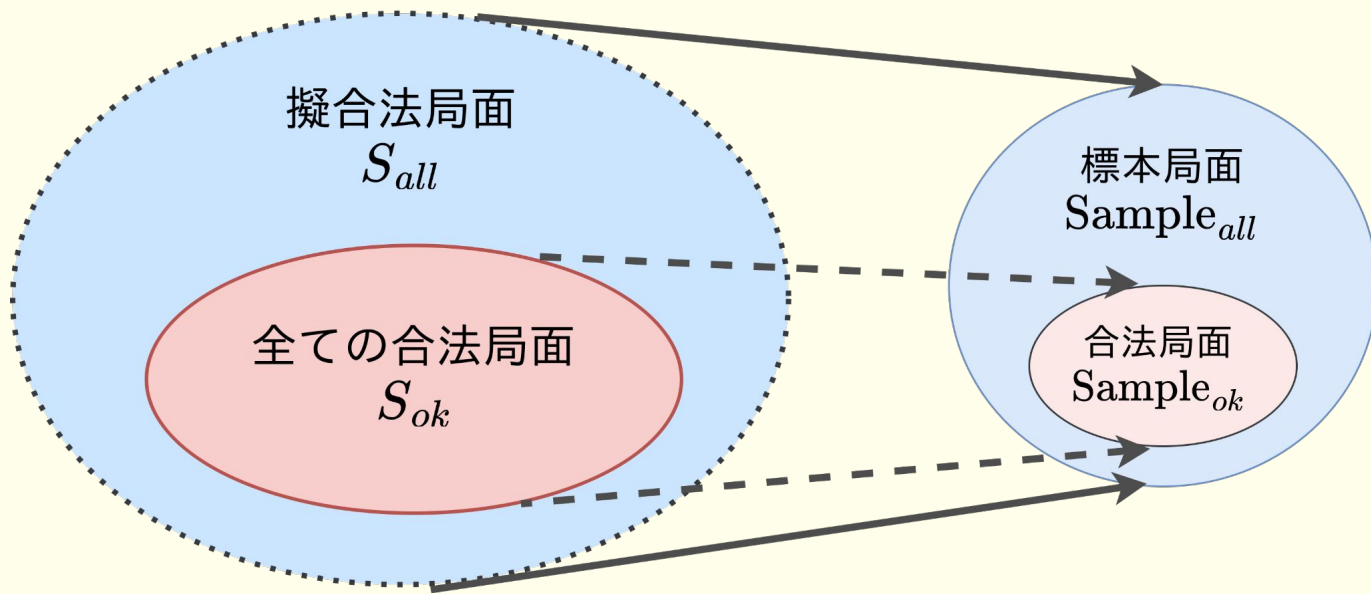 擬合法局面
S_{all}
全ての合法局面
S_{ok}
標本局面
Sample_{all}
合法局面
Sample_{ok}